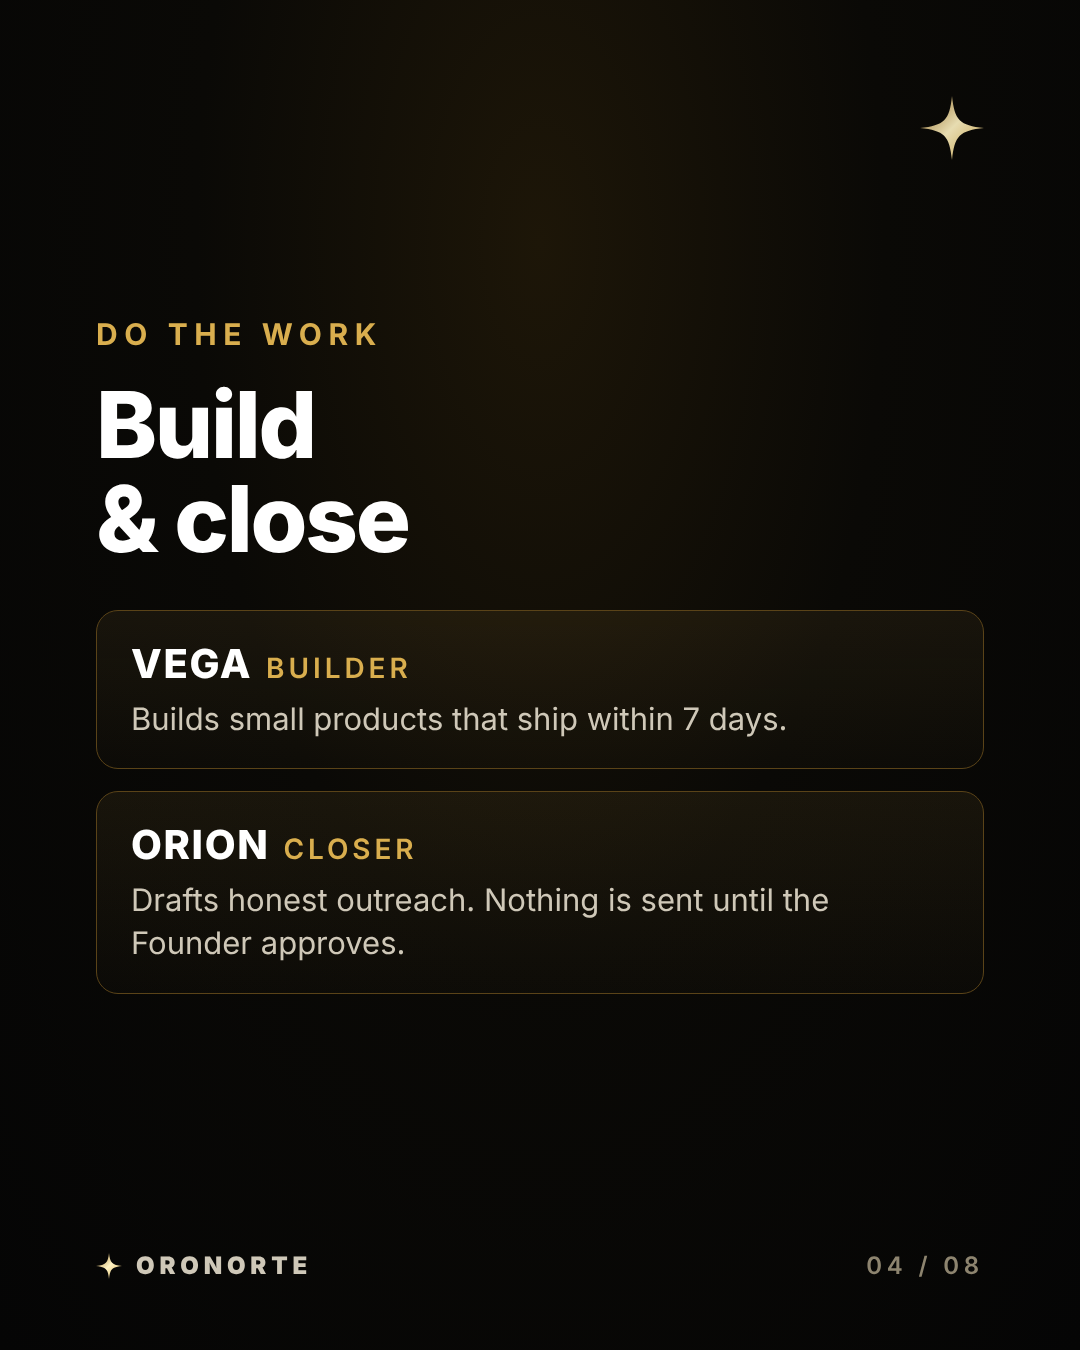 DO THE WORK
Build
& close
VEGA BUILDER
Builds small products that ship within 7 days.
ORION CLOSER
Drafts honest outreach. Nothing is sent until the
Founder approves.
ORONORTE
04 / 08